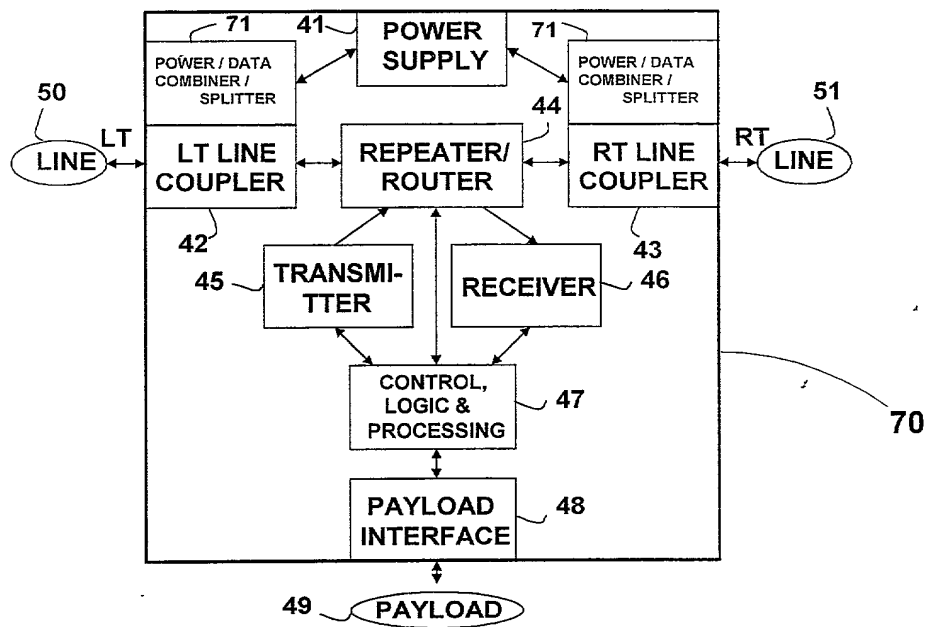 71
41
POWER
SUPPLY
71
POWER / DATA
COMBINER /
SPLITTER
POWER / DATA
COMBINER /
SPLITTER
50
LT
LINE
LT LINE
COUPLER
42
44
REPEATER/
ROUTER
RT LINE
COUPLER
43
RT
51
LINE
45
TRANSMI-
TTER
RECEIVER
46
CONTROL,
LOGIC &
PROCESSING
47
70
PAYLOAD
INTERFACE
48
49
PAYLOAD